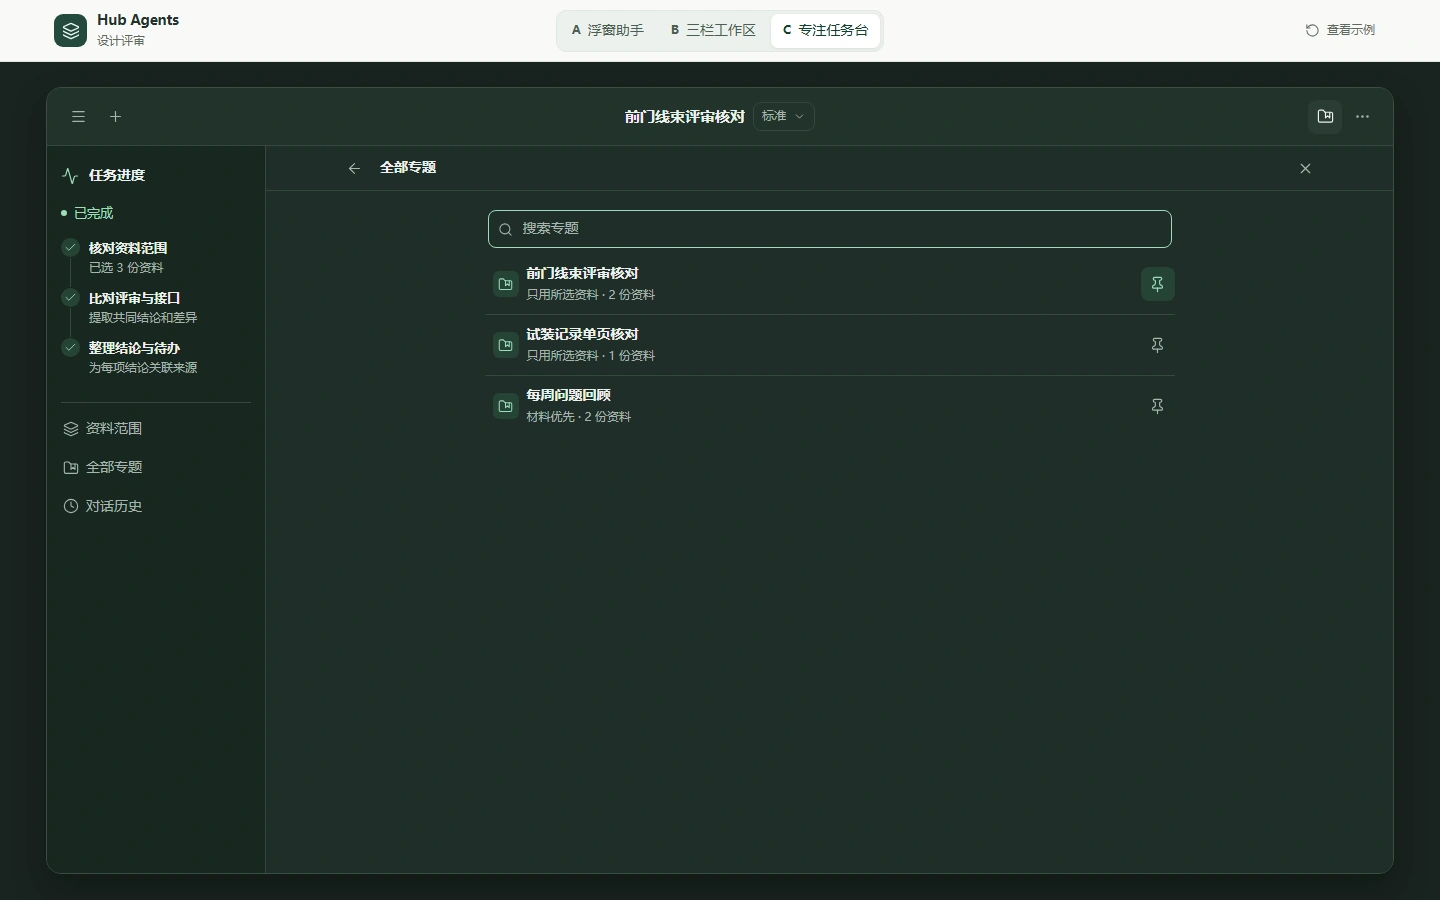 Hub Agents
设计评审
A 浮窗助手
B 三栏工作区
C 专注任务台
查看示例
前门线束评审核对
标准
任务进度
已完成
核对资料范围
已选 3 份资料
比对评审与接口
提取共同结论和差异
整理结论与待办
为每项结论关联来源
资料范围
全部专题
对话历史
全部专题
搜索专题
前门线束评审核对
只用所选资料 · 2 份资料
试装记录单页核对
只用所选资料 · 1 份资料
每周问题回顾
材料优先 · 2 份资料